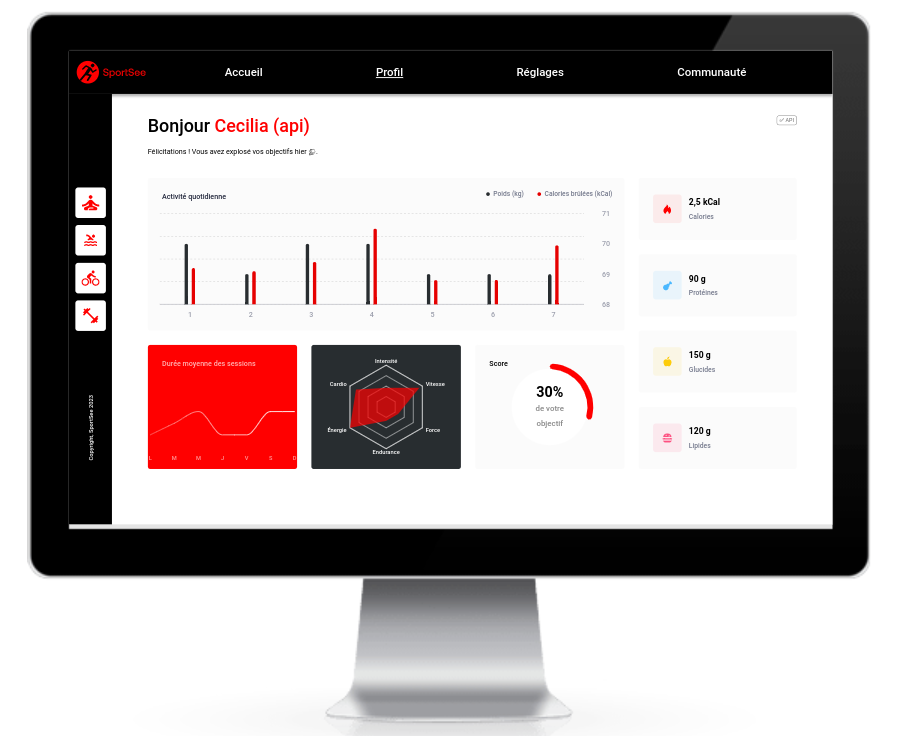 SportSee
Accueil
Profil
Réglages
Communauté
Bonjour Cecilia (api)
API
Félicitations ! Vous avez explosé vos objectifs hier
Activité quotidienne
Poids (kg)
Calories brûlées (kCal)
71
70
69
68
1 2 3 4 5 6 7
2,5 kCal
Calories
90 g
Protéines
150 g
Glucides
120 g
Lipides
Durée moyenne des sessions
L M M J V S D
Intensité
Vitesse
Force
Endurance
Énergie
Cardio
Score
30%
de votre
objectif
Copyright, SportSee 2023